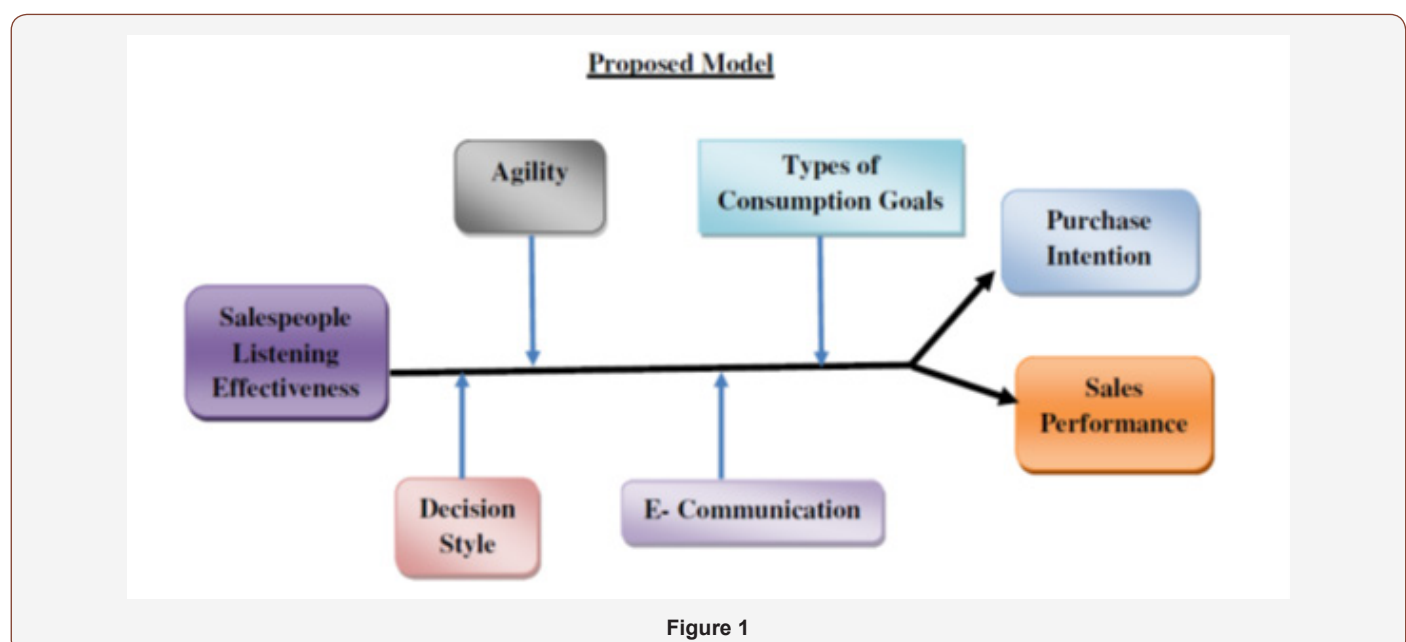 Proposed Model
Agility
Types of
Consumption Goals
Purchase
Intention
Salespeople
Listening
Effectiveness
Sales
Performance
Decision
Style
E- Communication
Figure 1